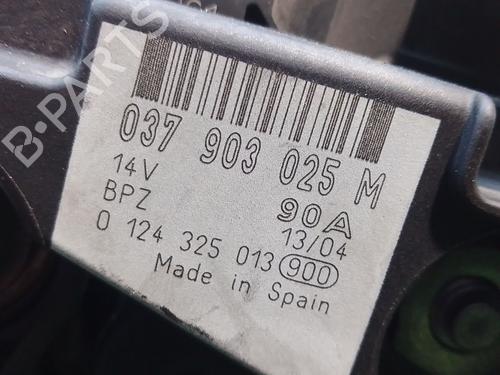 B-PARTS
037 903 025 M
14V 90A
BPZ 13/04
0 124 325 013 900
Made in Spain